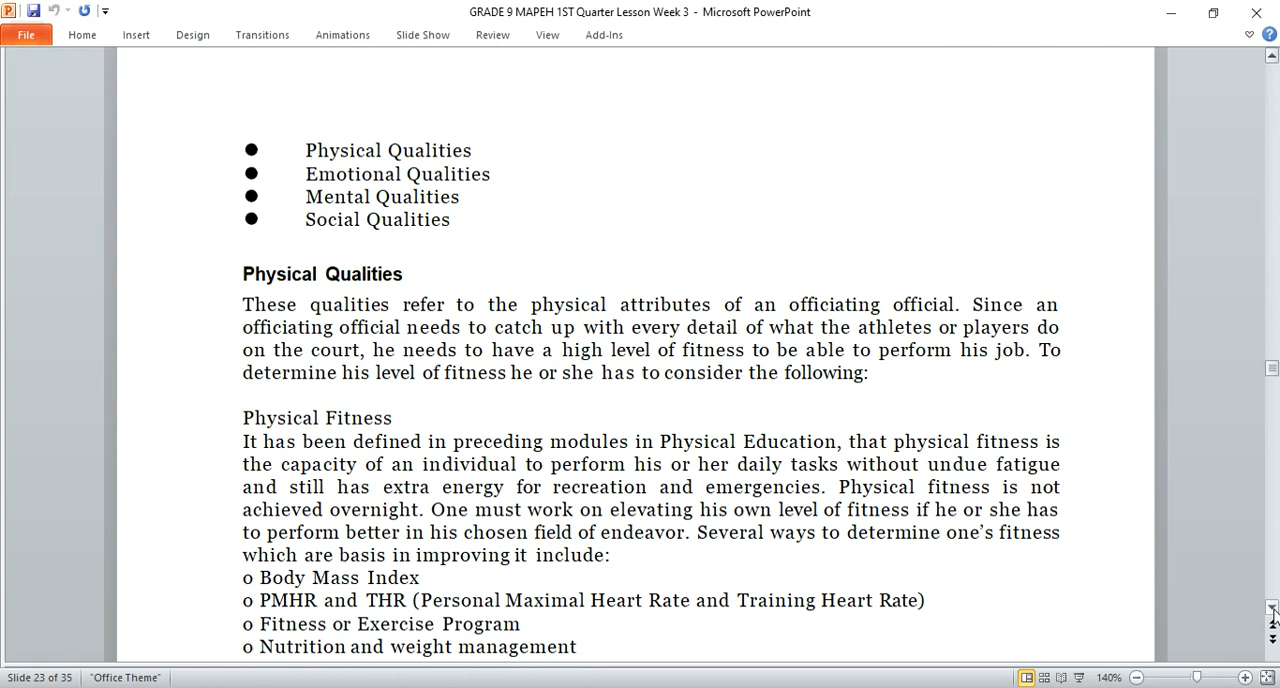 GRADE 9 MAPEH 1ST Quarter Lesson Week 3 - Microsoft PowerPoint
File Home Insert Design Transitions Animations Slide Show Review View Add-Ins
● Physical Qualities
● Emotional Qualities
● Mental Qualities
● Social Qualities
Physical Qualities
These qualities refer to the physical attributes of an officiating official. Since an
officiating official needs to catch up with every detail of what the athletes or players do
on the court, he needs to have a high level of fitness to be able to perform his job. To
determine his level of fitness he or she has to consider the following:
Physical Fitness
It has been defined in preceding modules in Physical Education, that physical fitness is
the capacity of an individual to perform his or her daily tasks without undue fatigue
and still has extra energy for recreation and emergencies. Physical fitness is not
achieved overnight. One must work on elevating his own level of fitness if he or she has
to perform better in his chosen field of endeavor. Several ways to determine one’s fitness
which are basis in improving it include:
o Body Mass Index
o PMHR and THR (Personal Maximal Heart Rate and Training Heart Rate)
o Fitness or Exercise Program
o Nutrition and weight management
Slide 23 of 35 "Office Theme" 140%